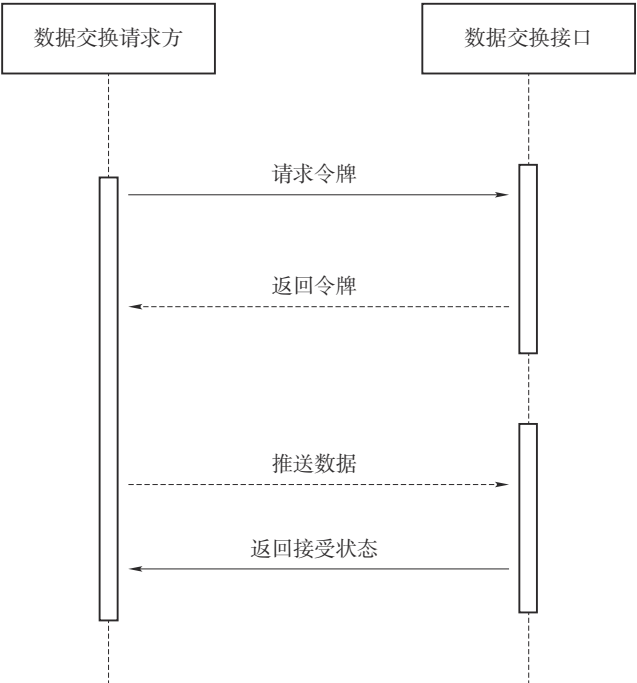 数据交换请求方
数据交换接口
请求令牌
返回令牌
推送数据
返回接受状态